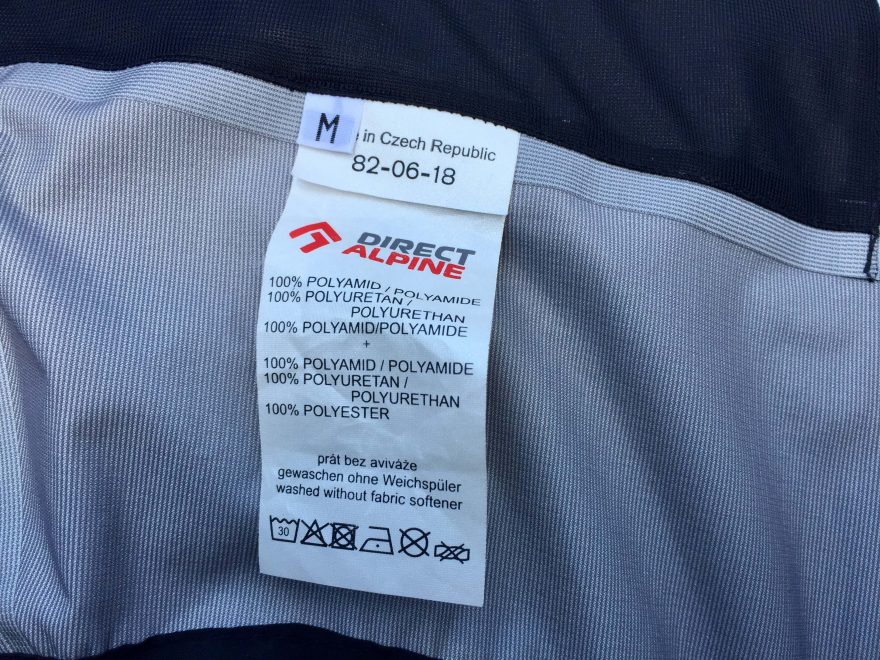 M
in Czech Republic
82-06-18
DIRECT
ALPINE
100% POLYAMID / POLYAMIDE
100% POLYURETAN /
POLYURETHAN
100% POLYAMID/POLYAMIDE
+
100% POLYAMID / POLYAMIDE
100% POLYURETAN /
POLYURETHAN
100% POLYESTER
prát bez aviváže
gewaschen ohne Weichspüler
washed without fabric softener
30